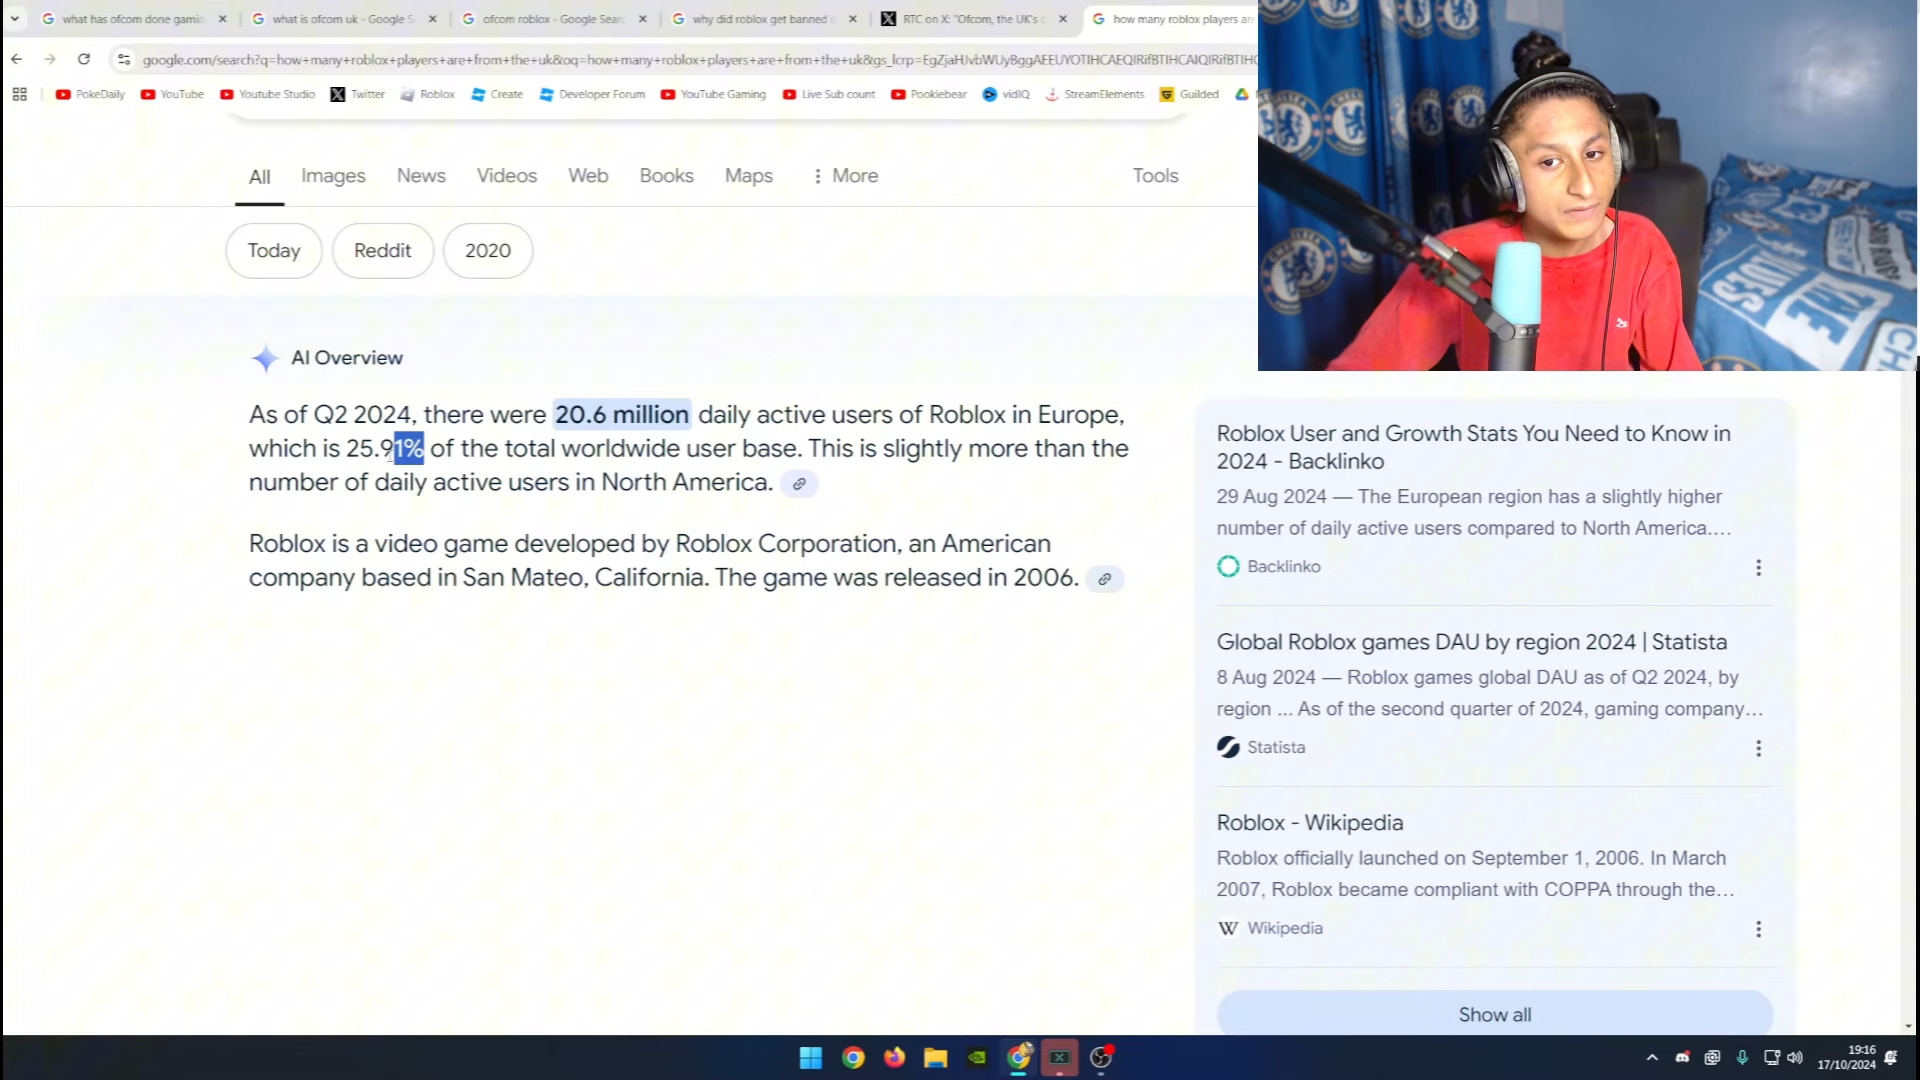 what has ofcom done gamin
what is ofcom uk - Google S
ofcom roblox - Google Sear
why did roblox get banned i
RTC on X: "Ofcom, the UK's
how many roblox players are
google.com/search?q=how+many+roblox+players+are+from+the+uk&oq=how+many+roblox+players+are+from+the+uk&gs_lcrp=
PokeDaily
YouTube
Youtube Studio
Twitter
Roblox
Create
Developer Forum
YouTube Gaming
Live Sub count
Pookiebear
vidIQ
StreamElements
Guilded
All
Images
News
Videos
Web
Books
Maps
More
Tools
Today
Reddit
2020
AI Overview
As of Q2 2024, there were 20.6 million daily active users of Roblox in Europe,
which is 25.91% of the total worldwide user base. This is slightly more than the
number of daily active users in North America.
Roblox is a video game developed by Roblox Corporation, an American
company based in San Mateo, California. The game was released in 2006.
Roblox User and Growth Stats You Need to Know in
2024 - Backlinko
29 Aug 2024 — The European region has a slightly higher
number of daily active users compared to North America....
Backlinko
Global Roblox games DAU by region 2024 | Statista
8 Aug 2024 — Roblox games global DAU as of Q2 2024, by
region ... As of the second quarter of 2024, gaming company...
Statista
Roblox - Wikipedia
Roblox officially launched on September 1, 2006. In March
2007, Roblox became compliant with COPPA through the...
W Wikipedia
Show all
19:16
17/10/2024